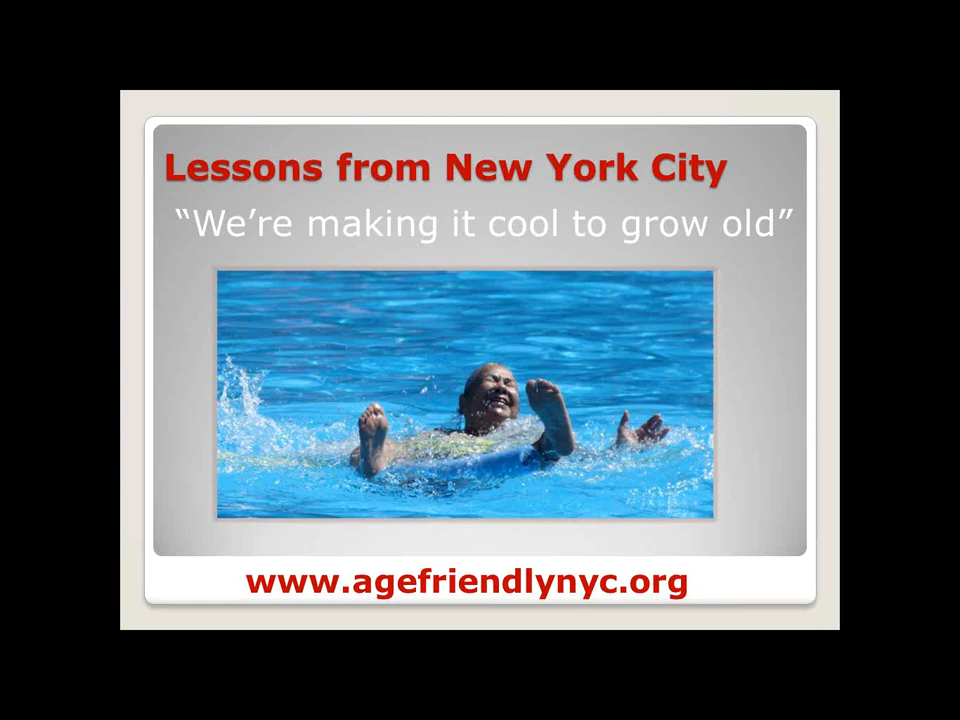 Lessons from New York City
“We’re making it cool to grow old”
www.agefriendlynyc.org